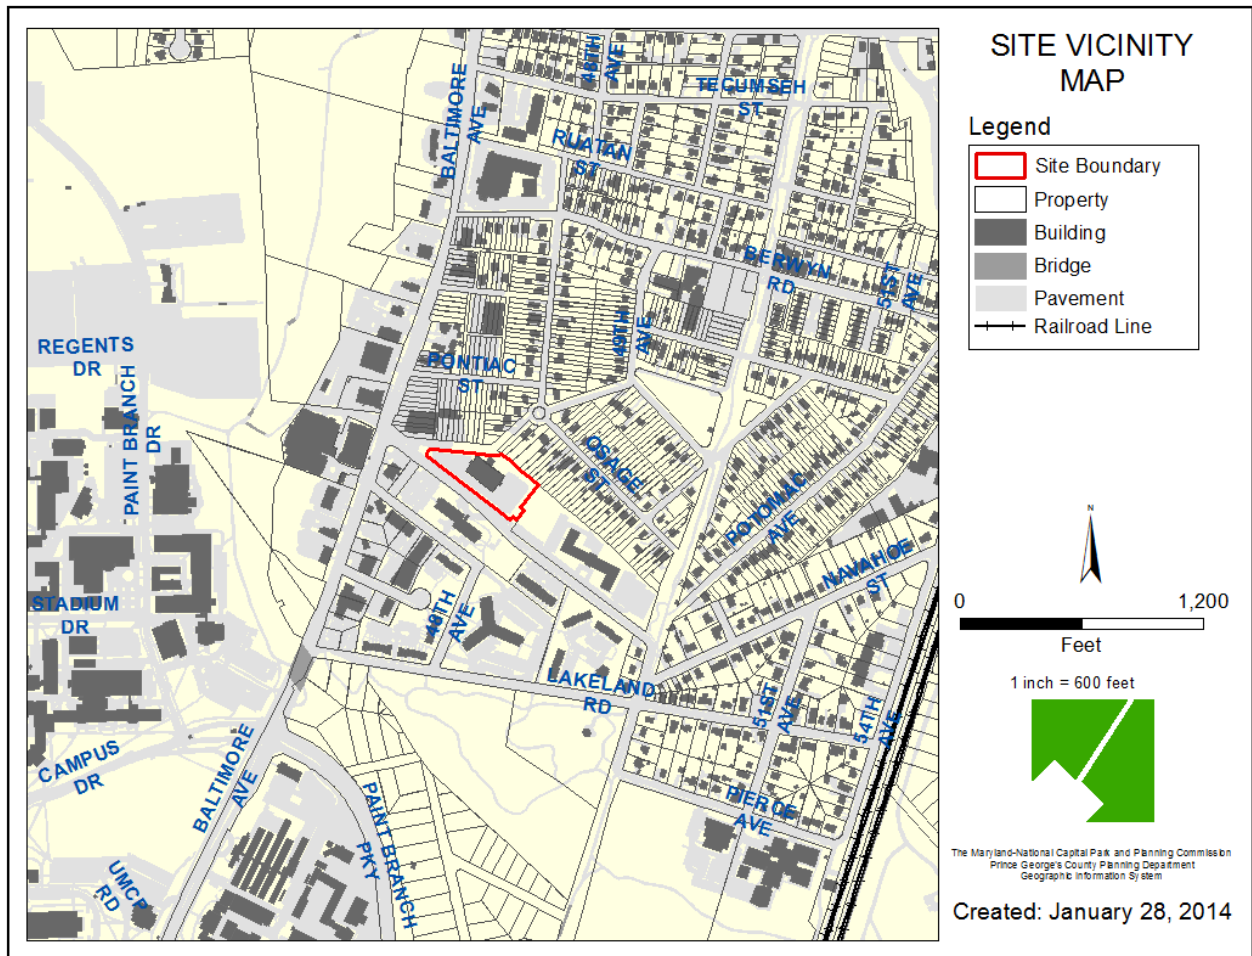 SITE VICINITY
MAP
Legend
Site Boundary
Property
Building
Bridge
Pavement
Railroad Line
N
0 1,200
Feet
1 inch = 600 feet
The Maryland-National Capital Park and Planning Commission
Prince George's County Planning Department
Geographic Information System
Created: January 28, 2014
BALTIMORE
AVE
48TH
AVE
TECUMSEH
ST
RUATAN
ST
BERWYN
RD
51ST
AVE
49TH
AVE
REGENTS
DR
PAINT BRANCH
DR
PONTIAC
ST
OSAGE
ST
POTOMAC
AVE
NAVAHOE
ST
STADIUM
DR
48TH
AVE
LAKELAND
RD
51ST
AVE
54TH
AVE
CAMPUS
DR
BALTIMORE
AVE
PAINT BRANCH
PKY
PIERCE
AVE
UMCP
RD